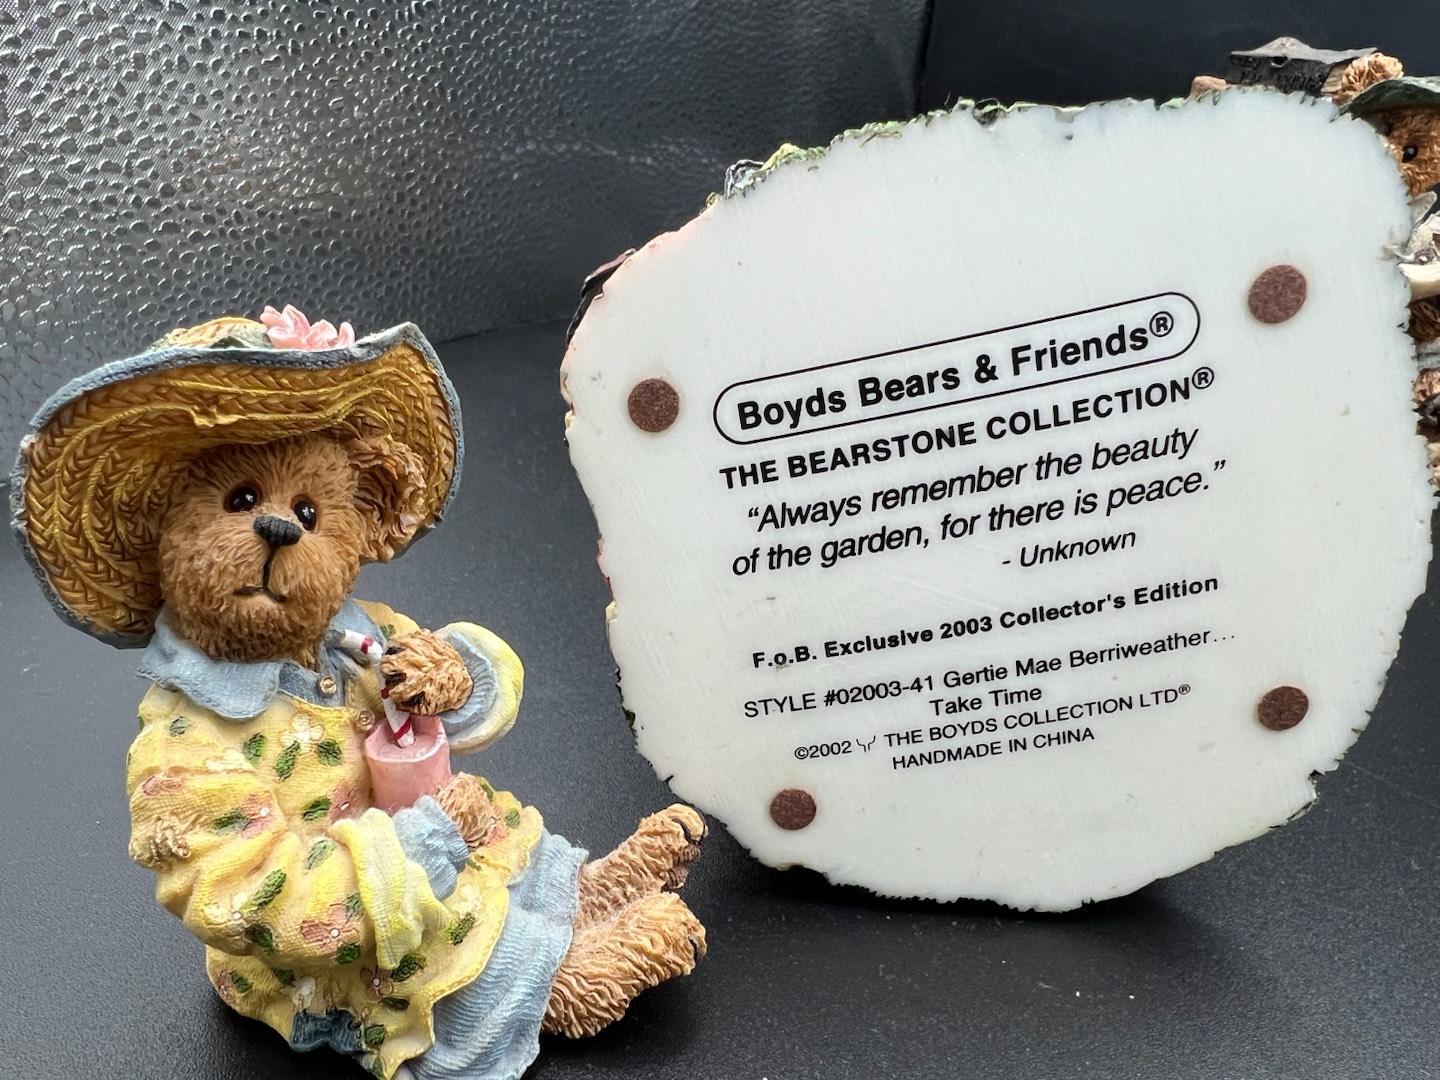 Boyds Bears & Friends®
THE BEARSTONE COLLECTION®
“Always remember the beauty
of the garden, for there is peace.”
- Unknown
F.o.B. Exclusive 2003 Collector's Edition
STYLE #02003-41 Gertie Mae Berriweather...
Take Time
©2002 THE BOYDS COLLECTION LTD®
HANDMADE IN CHINA